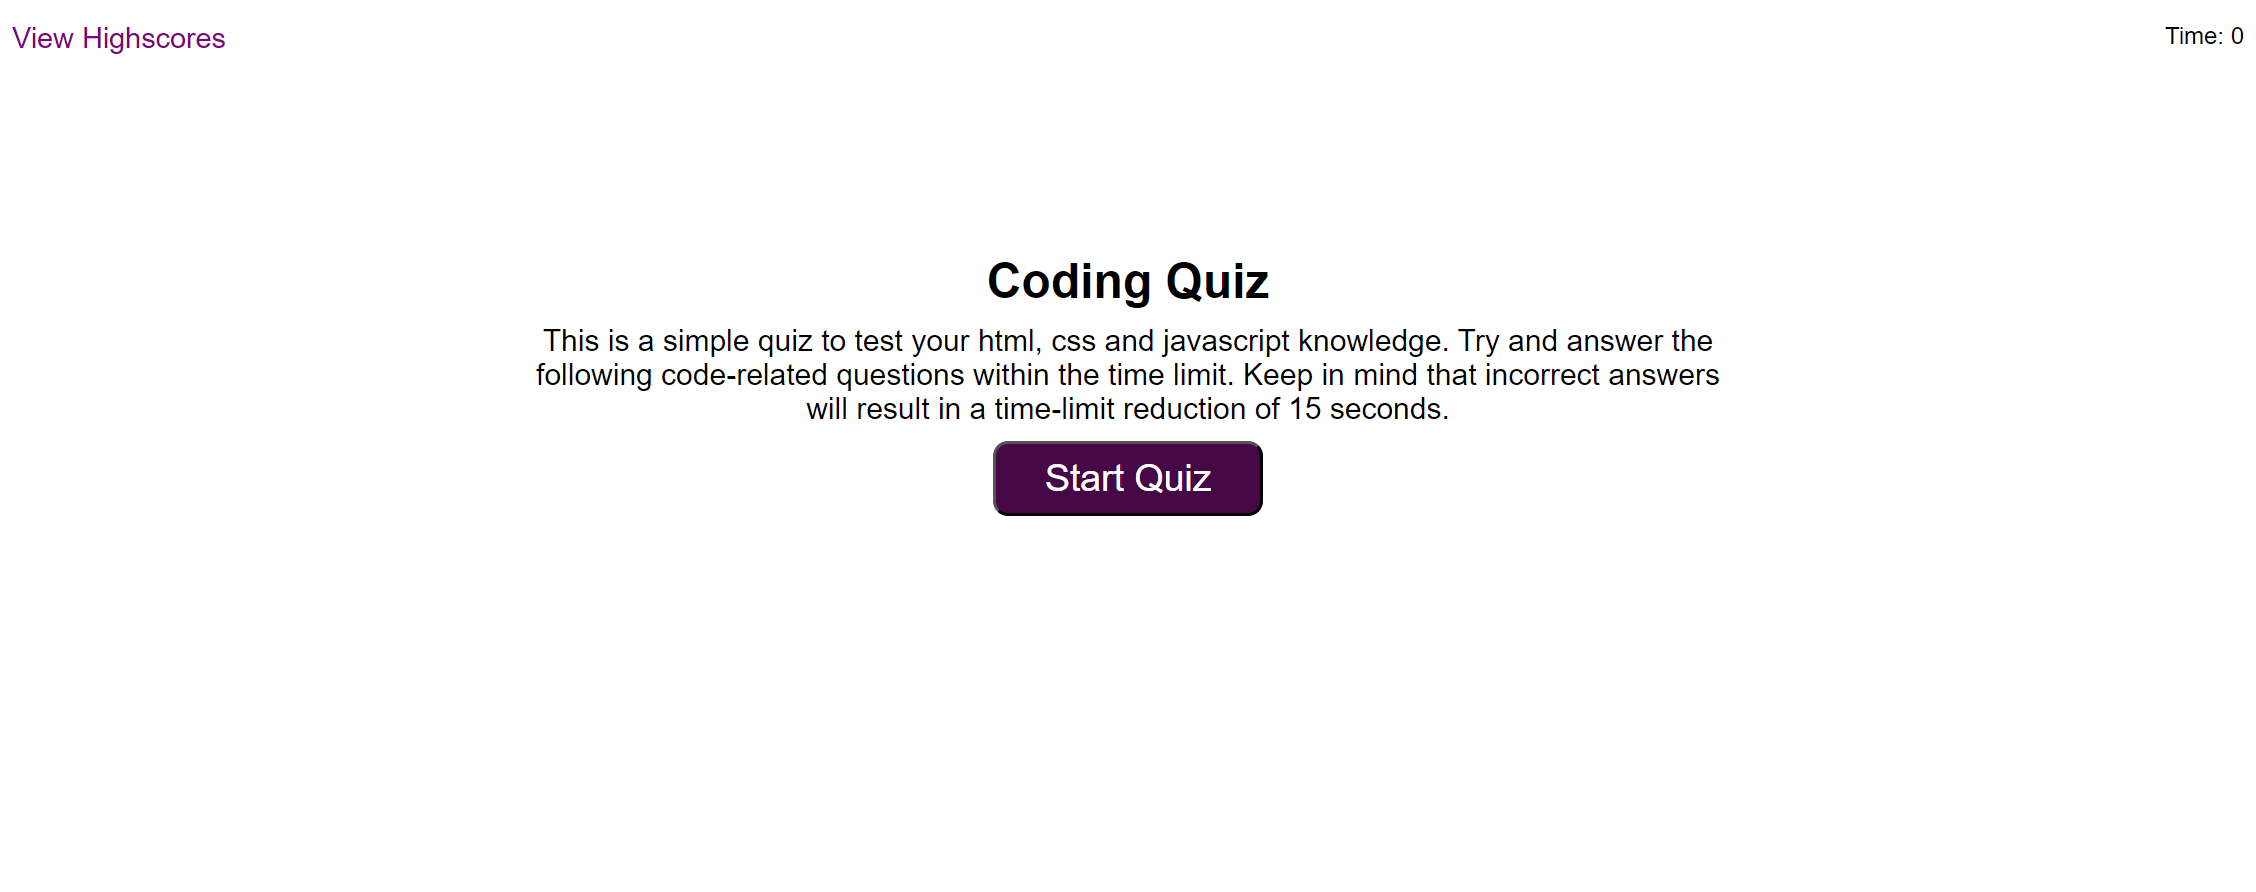 View Highscores
Time: 0
Coding Quiz
This is a simple quiz to test your html, css and javascript knowledge. Try and answer the
following code-related questions within the time limit. Keep in mind that incorrect answers
will result in a time-limit reduction of 15 seconds.
Start Quiz